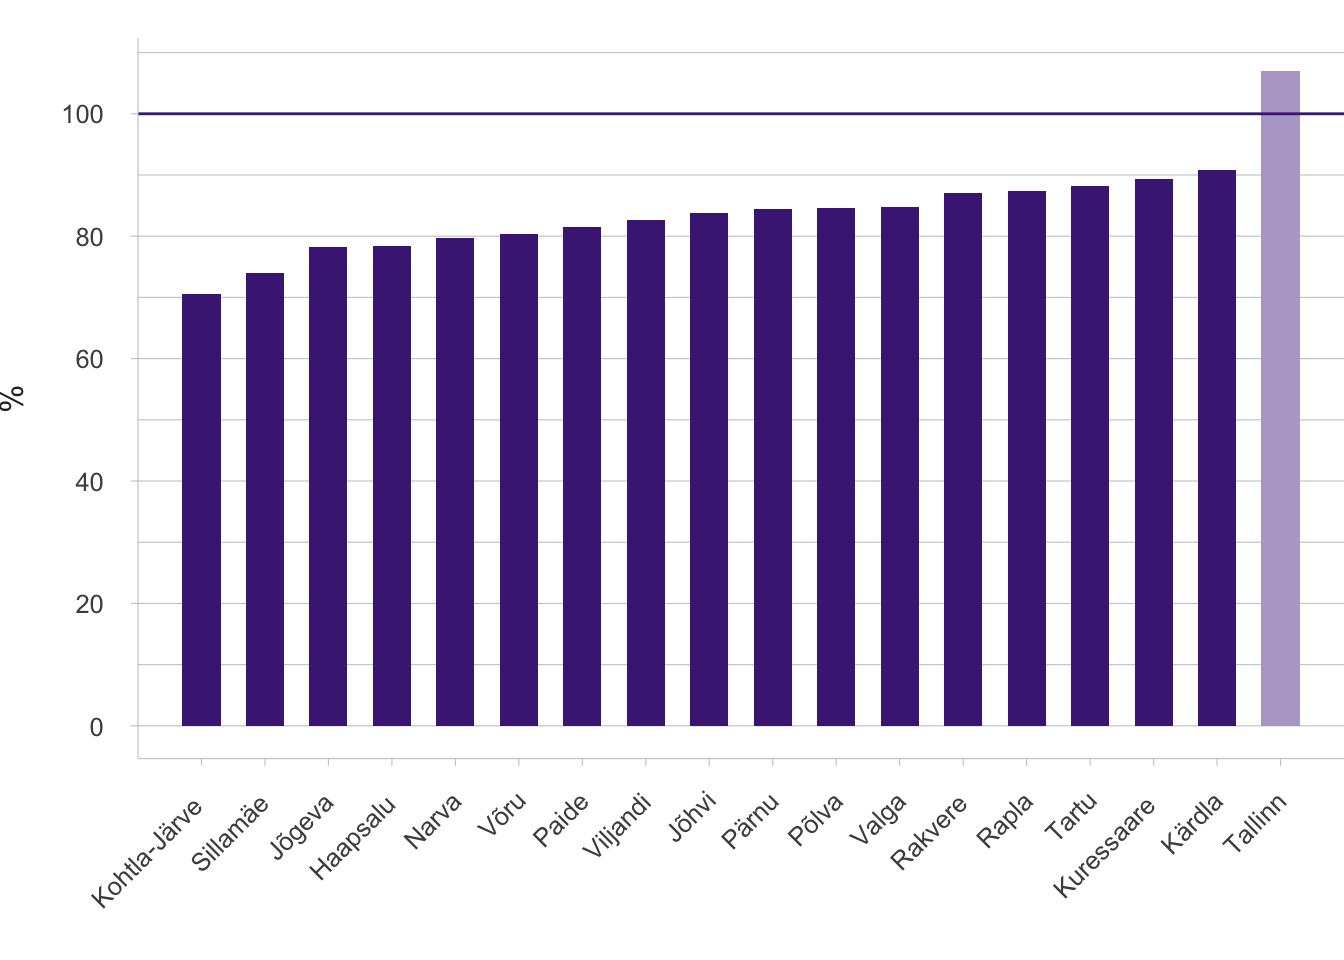 100
80
60
40
20
0
%
Kohtla-Järve
Sillamäe
Jõgeva
Haapsalu
Narva
Võru
Paide
Viljandi
Jõhvi
Pärnu
Põlva
Valga
Rakvere
Rapla
Tartu
Kuressaare
Kärdla
Tallinn